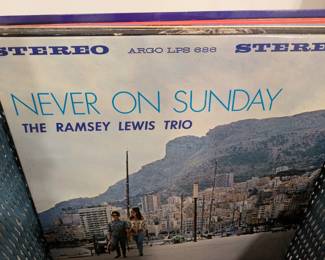 STEREO ARGO LPS 686 STEREO
NEVER ON SUNDAY
THE RAMSEY LEWIS TRIO